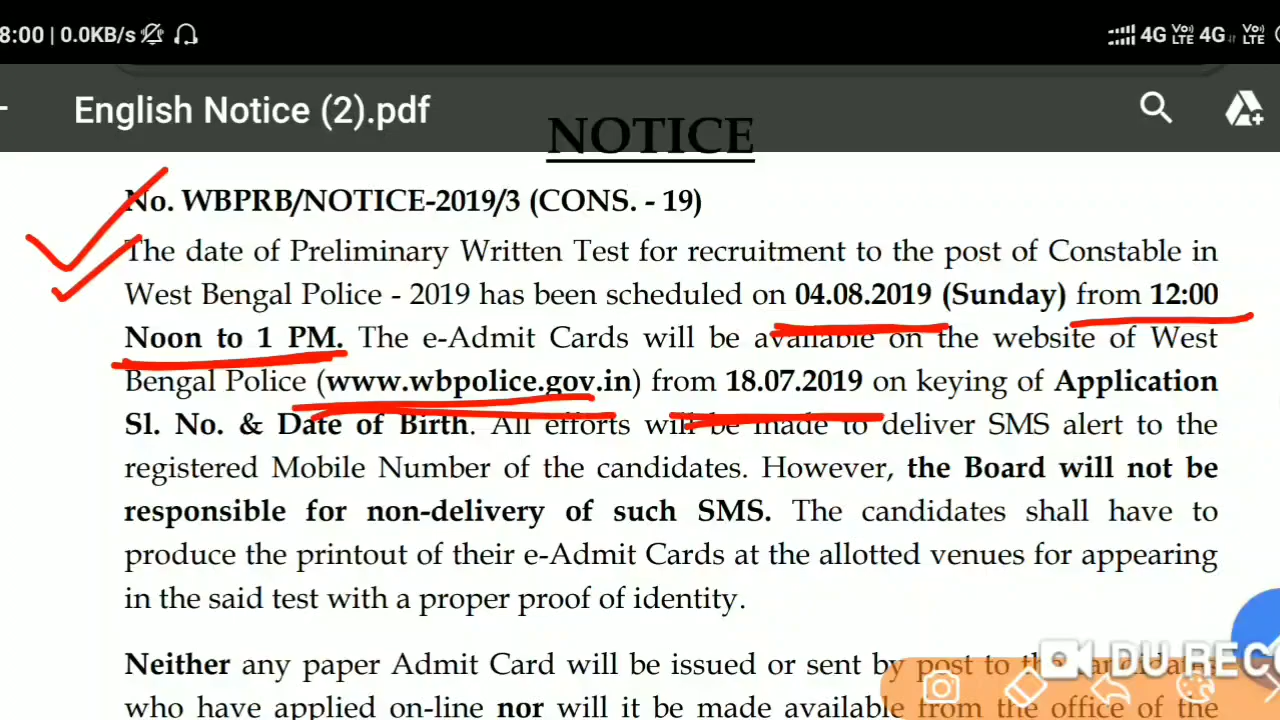 8:00 | 0.0KB/s 4G VoLTE 4G VoLTE
English Notice (2).pdf
NOTICE
No. WBPRB/NOTICE-2019/3 (CONS. - 19)
The date of Preliminary Written Test for recruitment to the post of Constable in
West Bengal Police - 2019 has been scheduled on 04.08.2019 (Sunday) from 12:00
Noon to 1 PM. The e-Admit Cards will be available on the website of West
Bengal Police (www.wbpolice.gov.in) from 18.07.2019 on keying of Application
Sl. No. & Date of Birth. All efforts will be made to deliver SMS alert to the
registered Mobile Number of the candidates. However, the Board will not be
responsible for non-delivery of such SMS. The candidates shall have to
produce the printout of their e-Admit Cards at the allotted venues for appearing
in the said test with a proper proof of identity.
Neither any paper Admit Card will be issued or sent by post to the candidates
DU REC
who have applied on-line nor will it be made available from the office of the